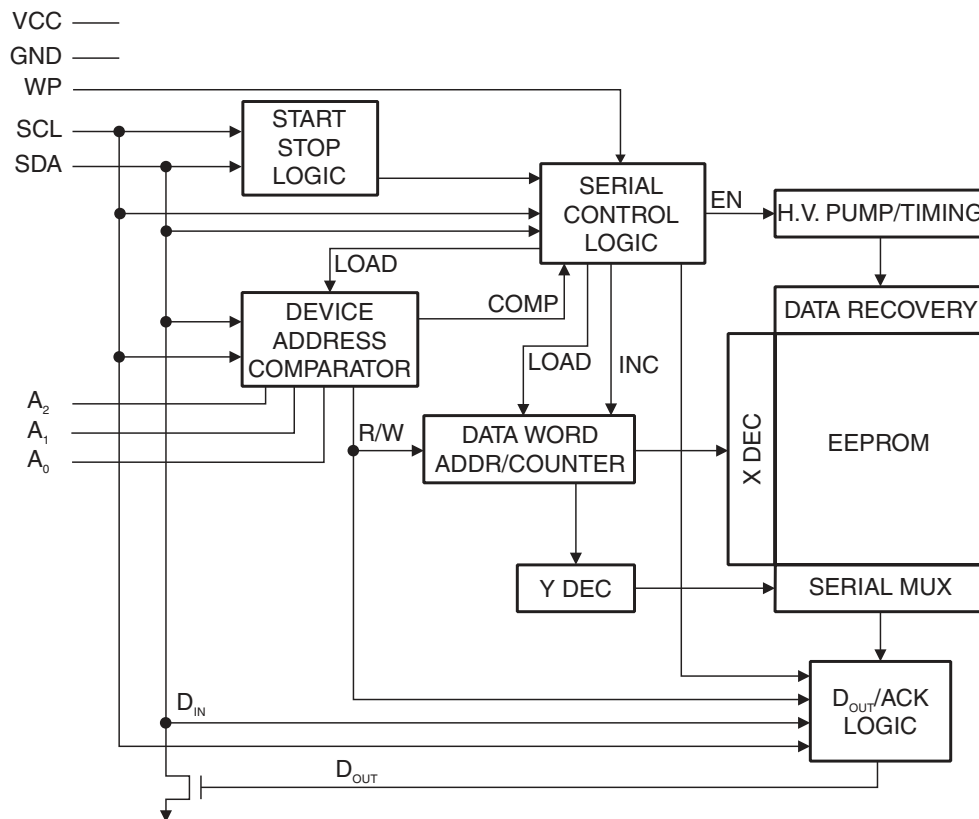 VCC
GND
WP
SCL
SDA
START
STOP
LOGIC
SERIAL
CONTROL
LOGIC
EN
H.V. PUMP/TIMING
LOAD
COMP
DEVICE
ADDRESS
COMPARATOR
DATA RECOVERY
LOAD
INC
A2
A1
A0
R/W
DATA WORD
ADDR/COUNTER
X DEC
EEPROM
Y DEC
SERIAL MUX
DIN
DOUT/ACK
LOGIC
DOUT